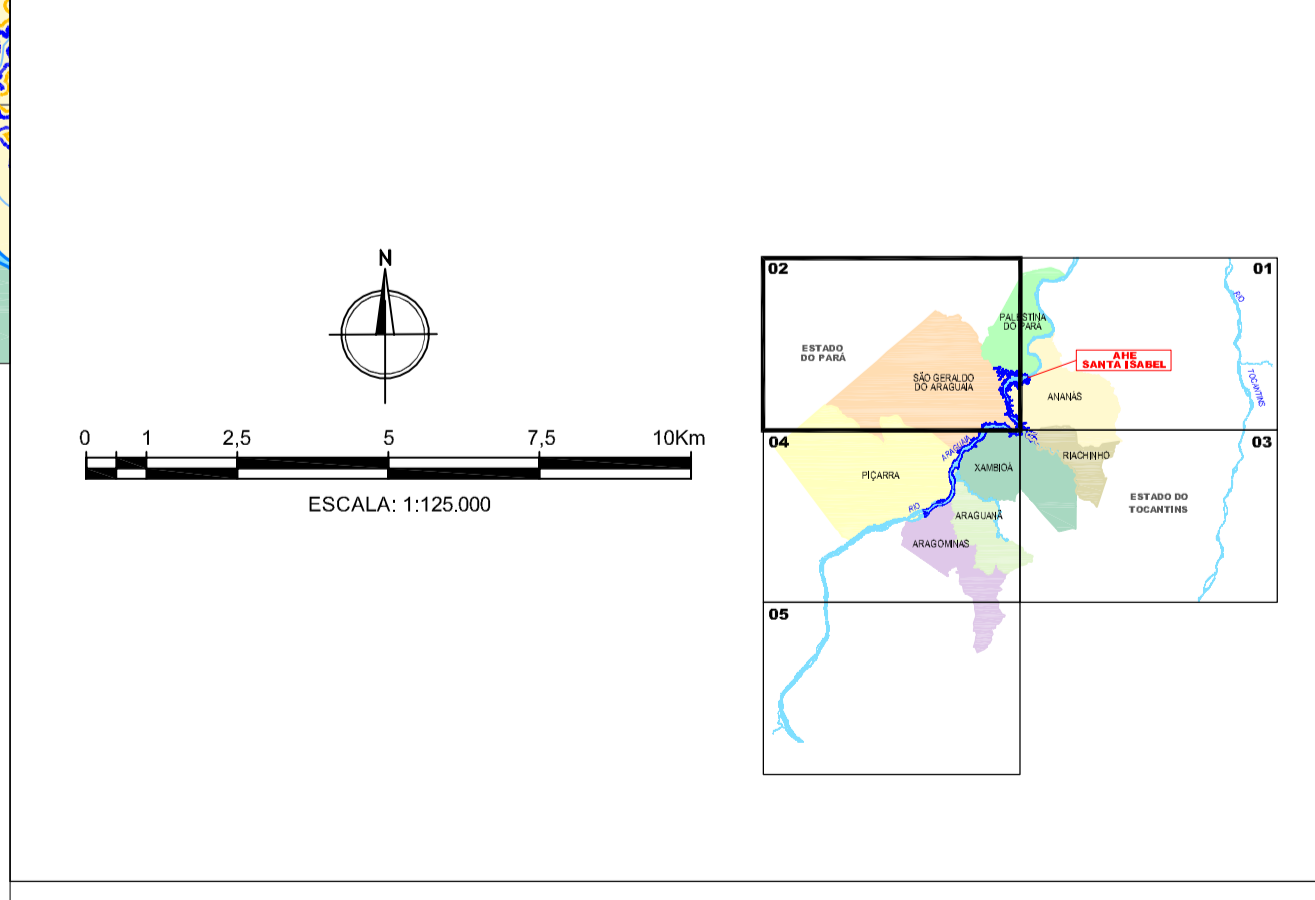 N
0 1 2,5 5 7,5 10Km
ESCALA: 1:125.000
02
01
PALESTINA
DO PARÁ
RIO
ESTADO
DO PARÁ
AHE
SANTA ISABEL
TOCANTINS
SÃO GERALDO
DO ARAGUAIA
ANANÁS
04
03
ARAGUAIA
RIACHINHO
PIÇARRA
XAMBIOÁ
ESTADO DO
TOCANTINS
RIO
ARAGUANÃ
ARAGOMINAS
05